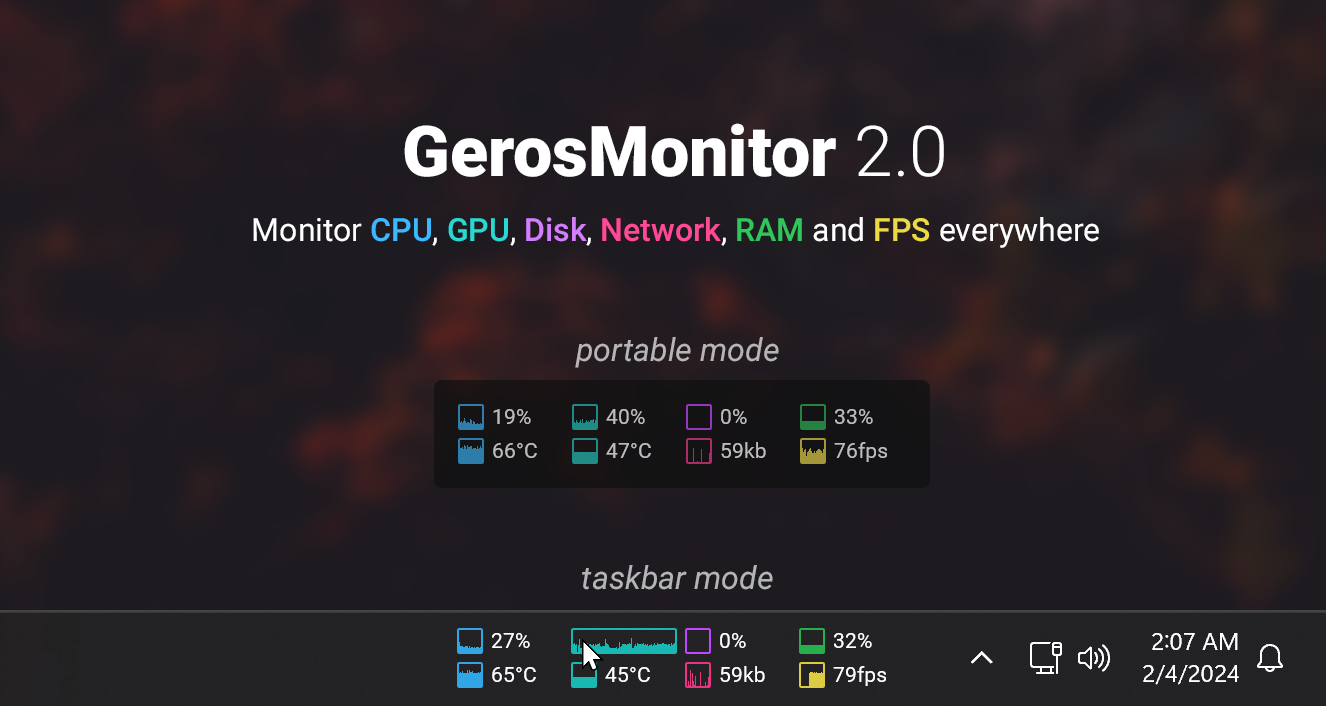 GerosMonitor 2.0
Monitor CPU, GPU, Disk, Network, RAM and FPS everywhere
portable mode
19% 40% 0% 33%
66°C 47°C 59kb 76fps
taskbar mode
27% 0% 32%
65°C 45°C 59kb 79fps
2:07 AM
2/4/2024